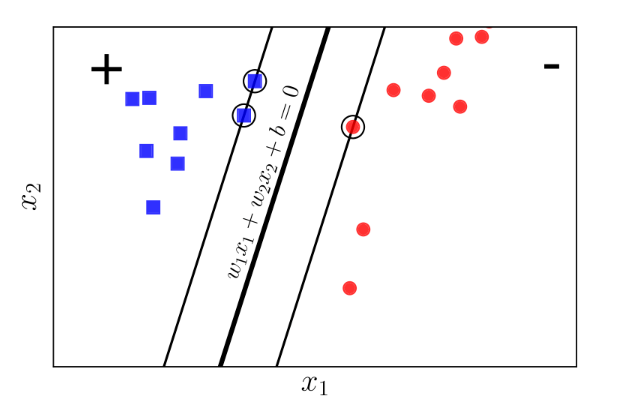 +
-
w₁x₁ + w₂x₂ + b = 0
x₂
x₁